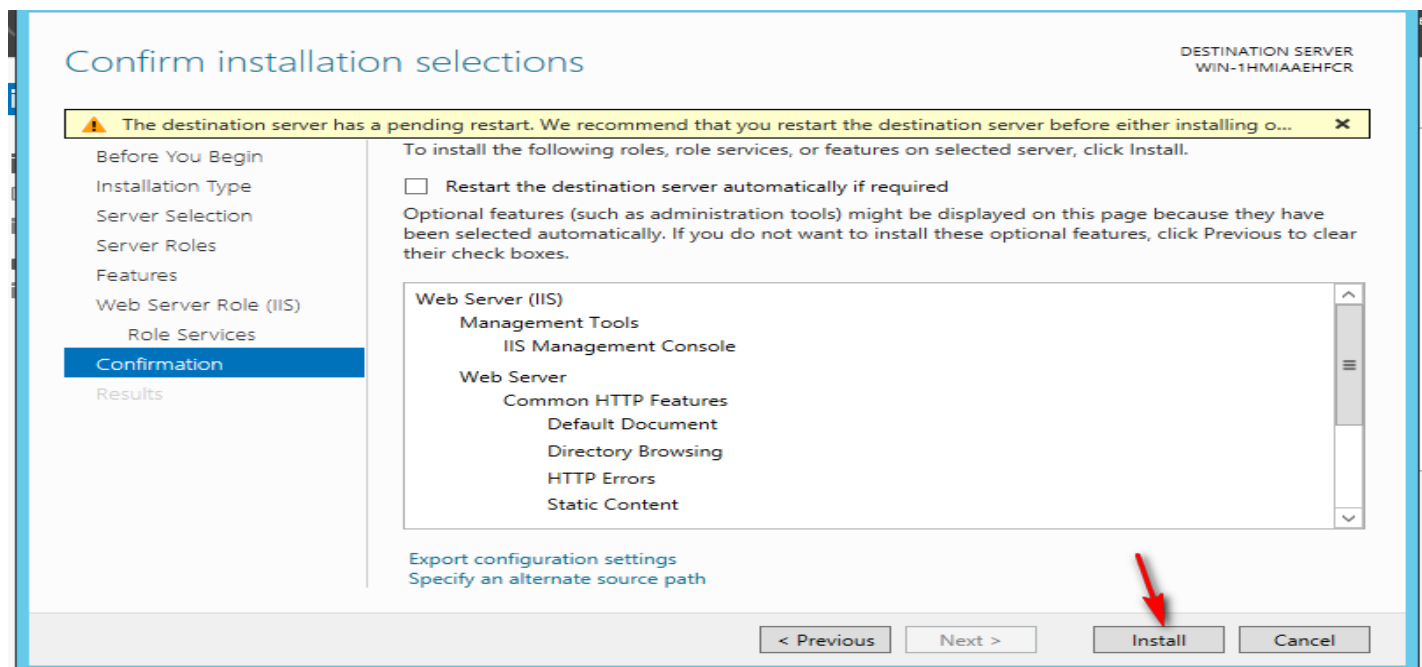 Confirm installation selections
DESTINATION SERVER
WIN-1HMIAAEHFCR
The destination server has a pending restart. We recommend that you restart the destination server before either installing o...
Before You Begin
Installation Type
Server Selection
Server Roles
Features
Web Server Role (IIS)
Role Services
Confirmation
Results
To install the following roles, role services, or features on selected server, click Install.
Restart the destination server automatically if required
Optional features (such as administration tools) might be displayed on this page because they have
been selected automatically. If you do not want to install these optional features, click Previous to clear
their check boxes.
Web Server (IIS)
Management Tools
IIS Management Console
Web Server
Common HTTP Features
Default Document
Directory Browsing
HTTP Errors
Static Content
Export configuration settings
Specify an alternate source path
< Previous
Next >
Install
Cancel